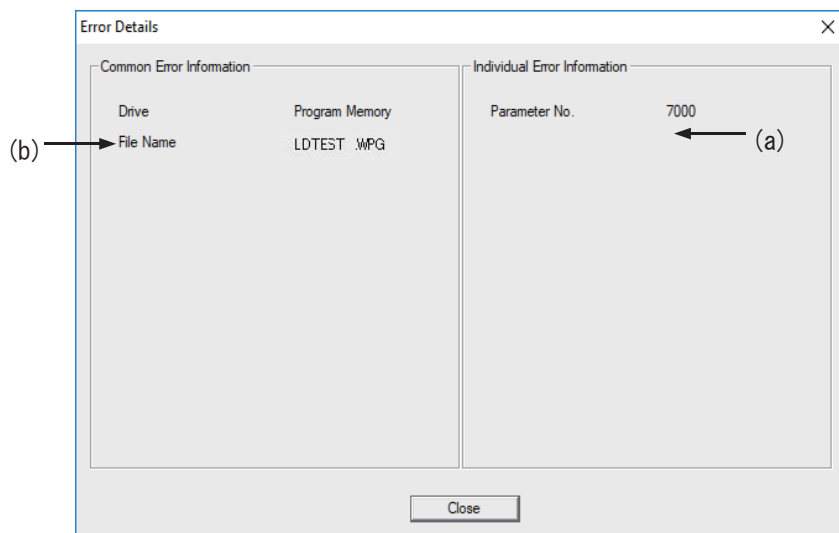 Error Details
Common Error Information
Drive Program Memory
File Name LDTEST .WPG
Individual Error Information
Parameter No. 7000
(b)
(a)
Close